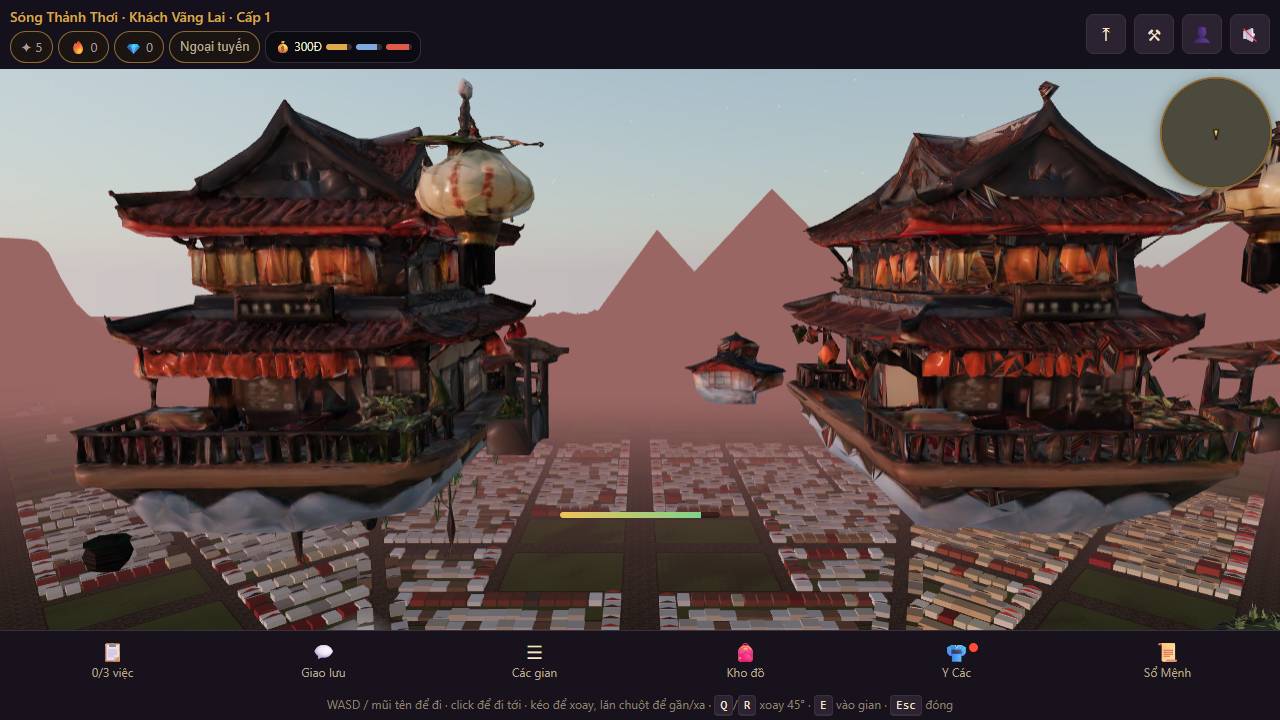 Sóng Thảnh Thơi · Khách Vãng Lai · Cấp 1
5
0
0
Ngoại tuyến
300Đ
0/3 việc
Giao lưu
Các gian
Kho đồ
Y Các
Sổ Mệnh
WASD / mũi tên để đi · click để đi tới · kéo để xoay, lăn chuột để gần/xa · Q / R xoay 45° · E vào gian · Esc đóng